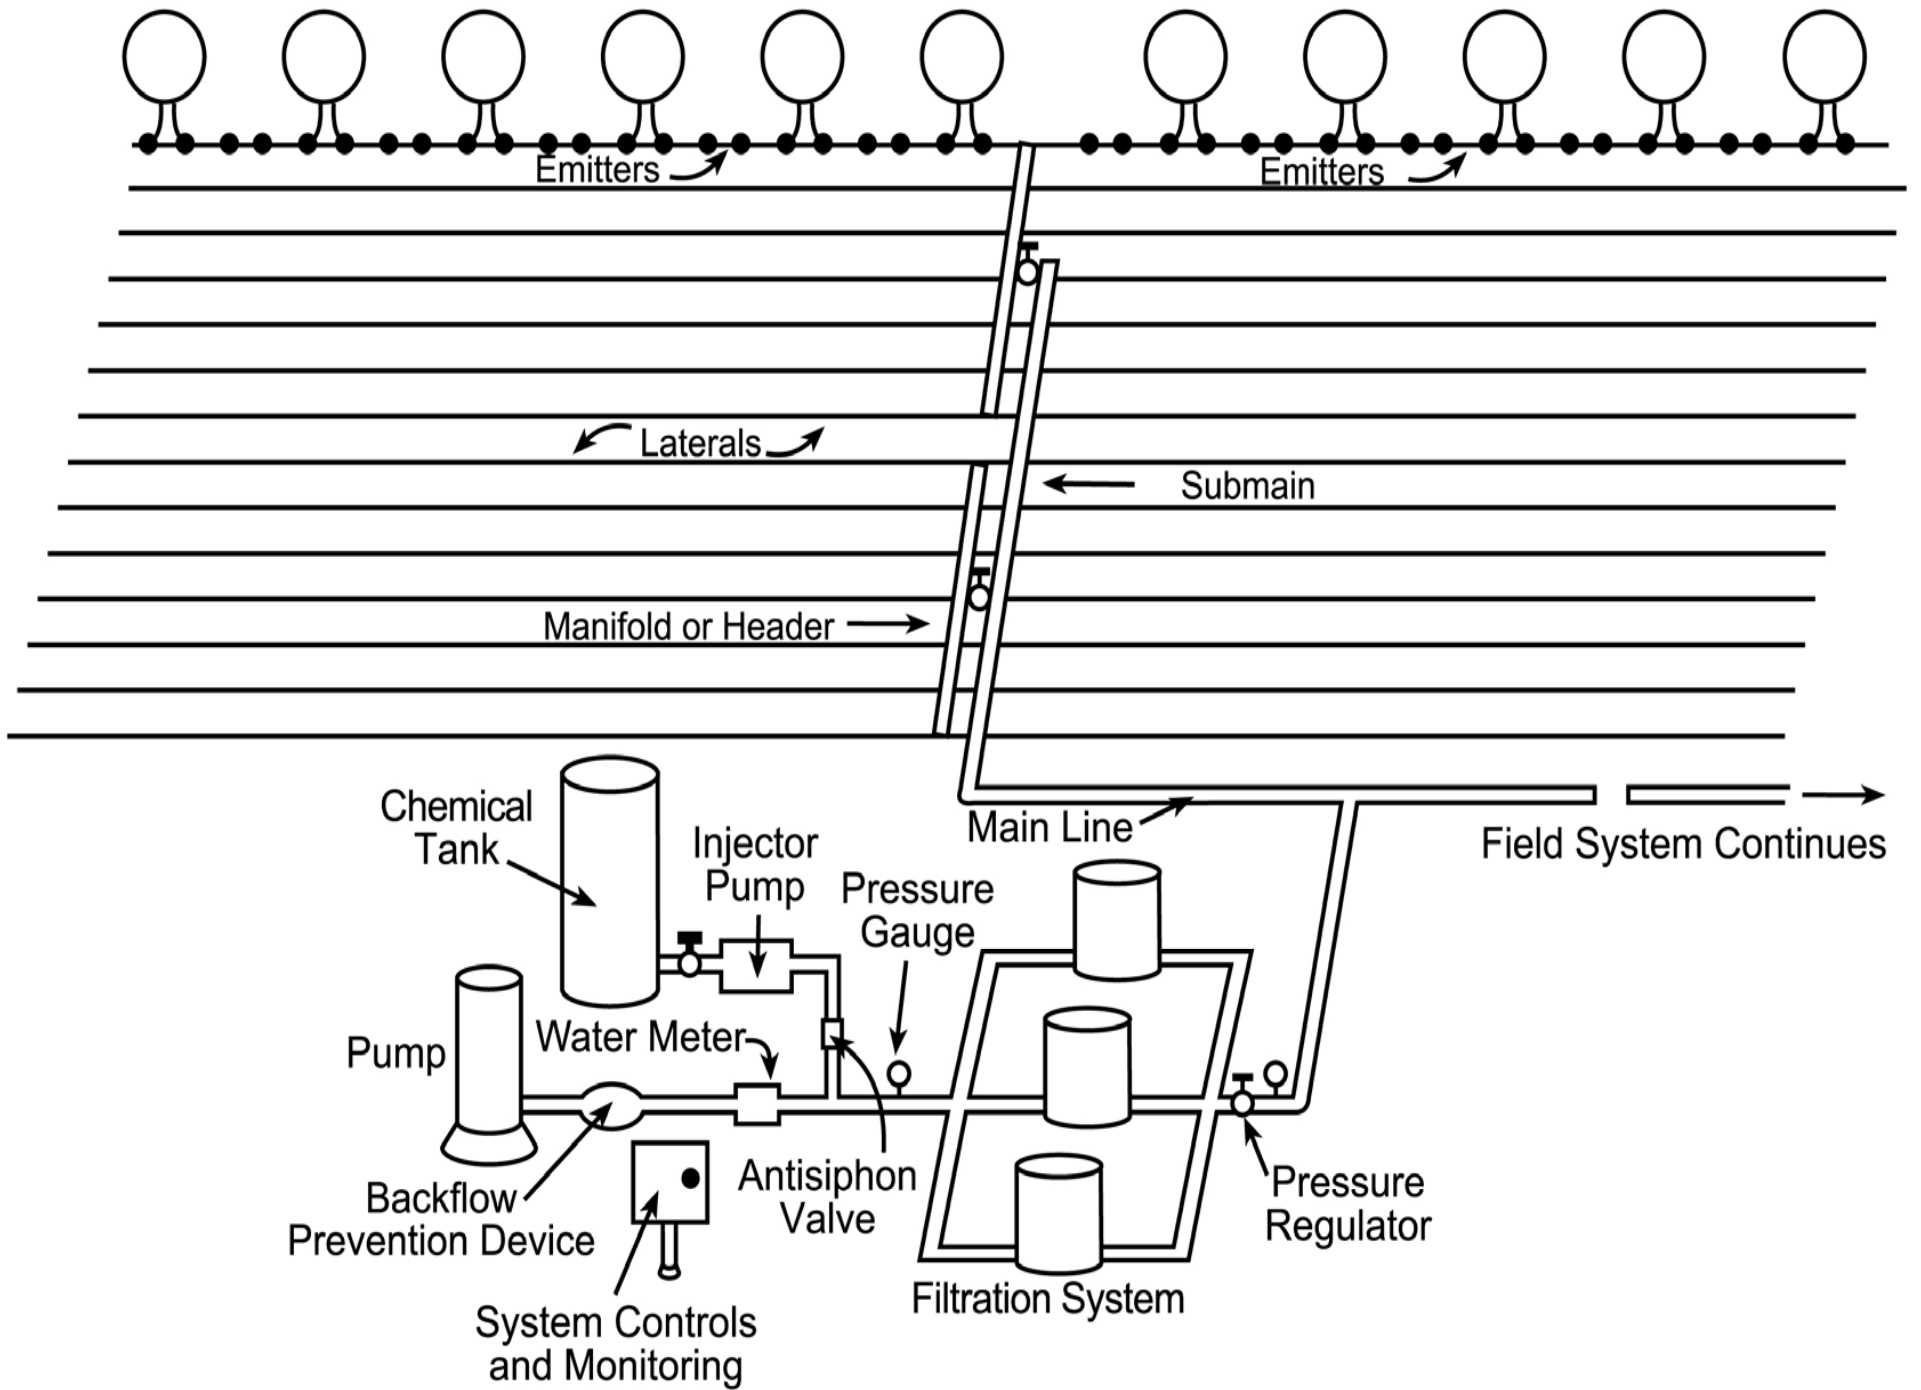 Emitters
Emitters
Laterals
Submain
Manifold or Header
Chemical
Tank
Main Line
Field System Continues
Injector
Pump
Pressure
Gauge
Water Meter
Pump
Antisiphon
Valve
Backflow
Prevention Device
Pressure
Regulator
Filtration System
System Controls
and Monitoring